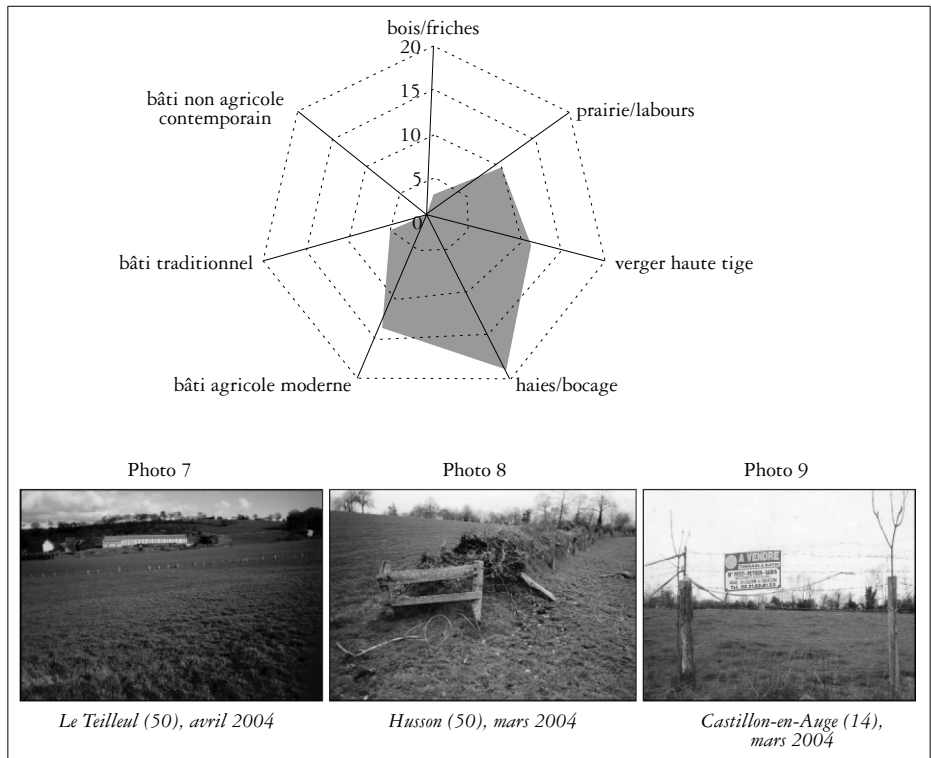 bois/friches
20
bâti non agricole
contemporain
15
prairie/labours
10
5
0
bâti traditionnel
verger haute tige
bâti agricole moderne
haies/bocage
Photo 7
Photo 8
Photo 9
A VENDRE
TERRAIN A BATIR
Le Teilleul (50), avril 2004
Husson (50), mars 2004
Castillon-en-Auge (14),
mars 2004